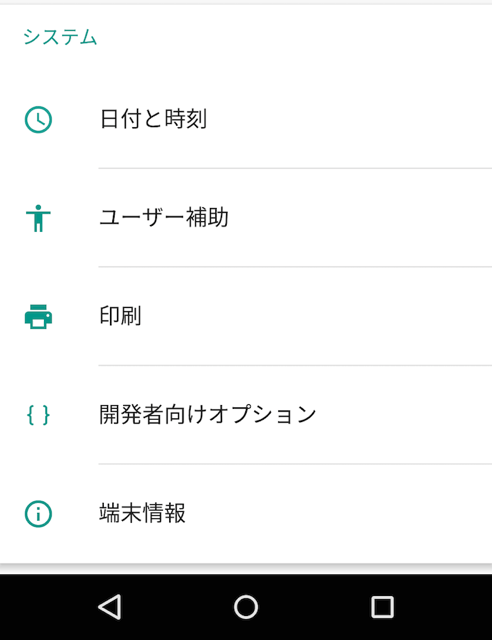 システム
日付と時刻
ユーザー補助
印刷
開発者向けオプション
端末情報